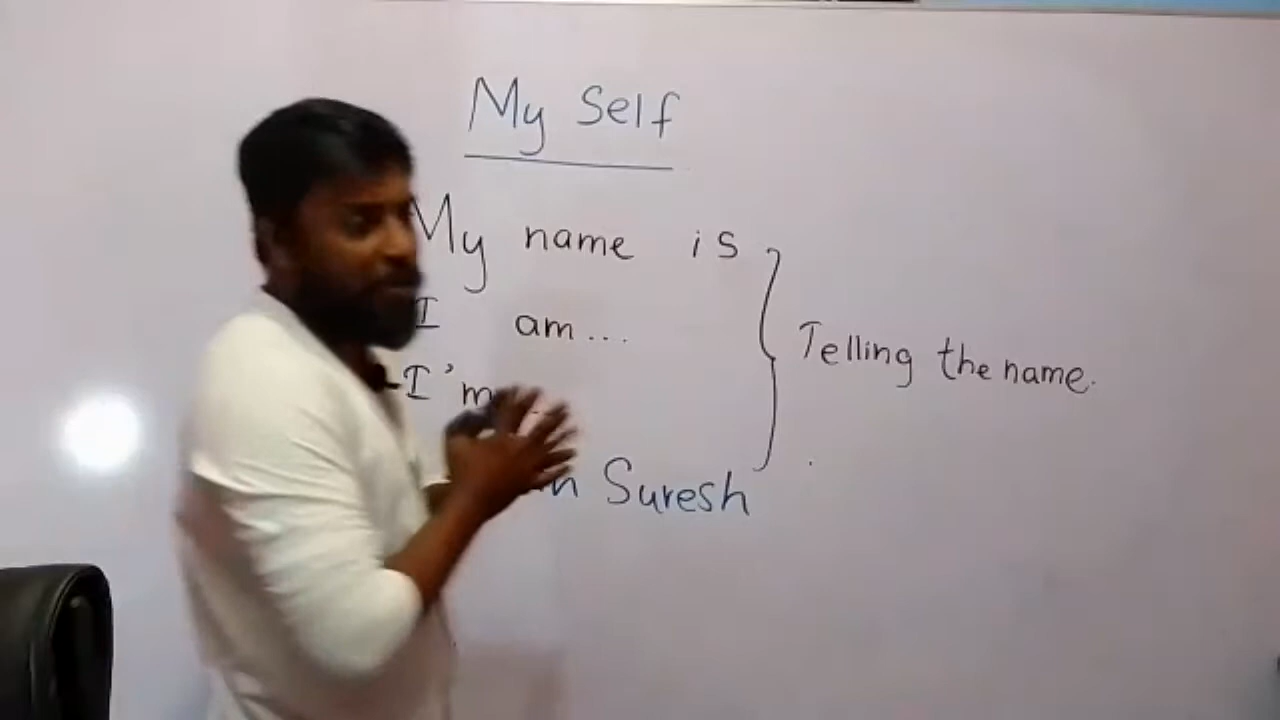 My Self
My name is
I am...
I'm
Suresh
Telling the name.